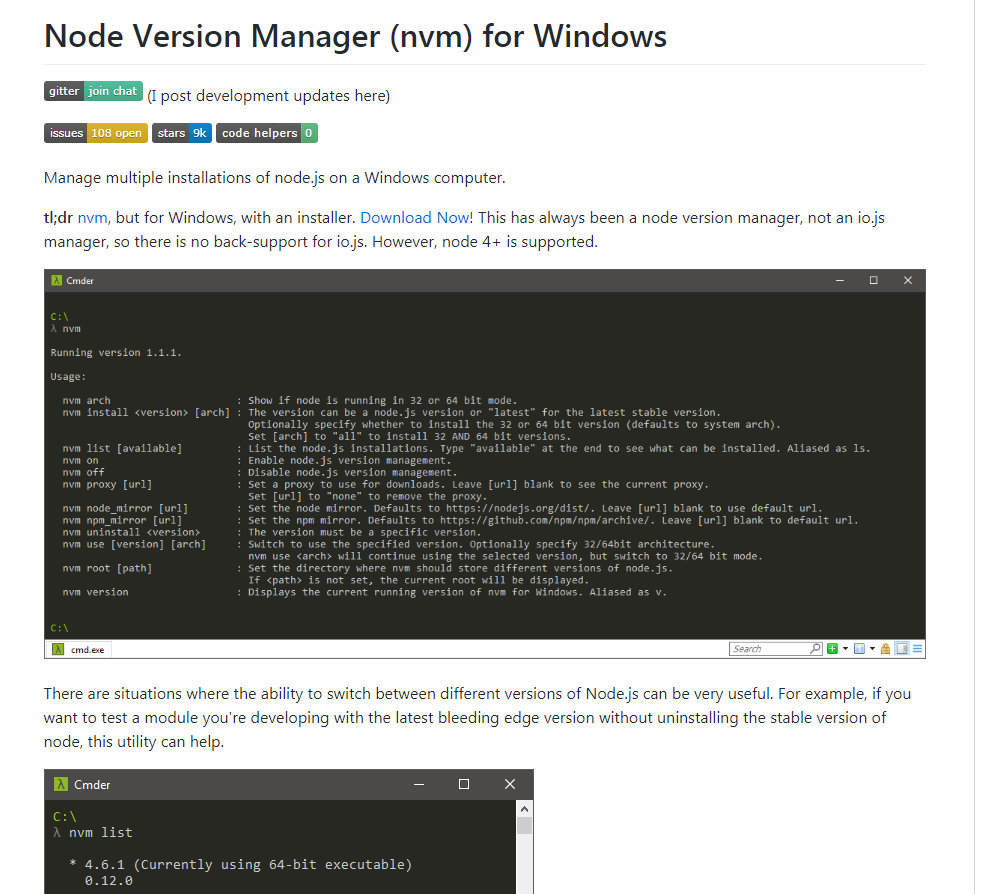 Node Version Manager (nvm) for Windows
gitter join chat (I post development updates here)
issues 108 open stars 9k code helpers 0
Manage multiple installations of node.js on a Windows computer.
tl;dr nvm, but for Windows, with an installer. Download Now! This has always been a node version manager, not an io.js
manager, so there is no back-support for io.js. However, node 4+ is supported.
λ Cmder
C:\
λ nvm
Running version 1.1.1.
Usage:
nvm arch : Show if node is running in 32 or 64 bit mode.
nvm install <version> [arch] : The version can be a node.js version or "latest" for the latest stable version.
Optionally specify whether to install the 32 or 64 bit version (defaults to system arch).
Set [arch] to "all" to install 32 AND 64 bit versions.
nvm list [available] : List the node.js installations. Type "available" at the end to see what can be installed. Aliased as ls.
nvm on : Enable node.js version management.
nvm off : Disable node.js version management.
nvm proxy [url] : Set a proxy to use for downloads. Leave [url] blank to see the current proxy.
Set [url] to "none" to remove the proxy.
nvm node_mirror [url] : Set the node mirror. Defaults to https://nodejs.org/dist/. Leave [url] blank to use default url.
nvm npm_mirror [url] : Set the npm mirror. Defaults to https://github.com/npm/npm/archive/. Leave [url] blank to default url.
nvm uninstall <version> : The version must be a specific version.
nvm use [version] [arch] : Switch to use the specified version. Optionally specify 32/64bit architecture.
nvm use <arch> will continue using the selected version, but switch to 32/64 bit mode.
nvm root [path] : Set the directory where nvm should store different versions of node.js.
If <path> is not set, the current root will be displayed.
nvm version : Displays the current running version of nvm for Windows. Aliased as v.
C:\
λ cmd.exe Search
There are situations where the ability to switch between different versions of Node.js can be very useful. For example, if you
want to test a module you're developing with the latest bleeding edge version without uninstalling the stable version of
node, this utility can help.
λ Cmder
C:\
λ nvm list
* 4.6.1 (Currently using 64-bit executable)
0.12.0